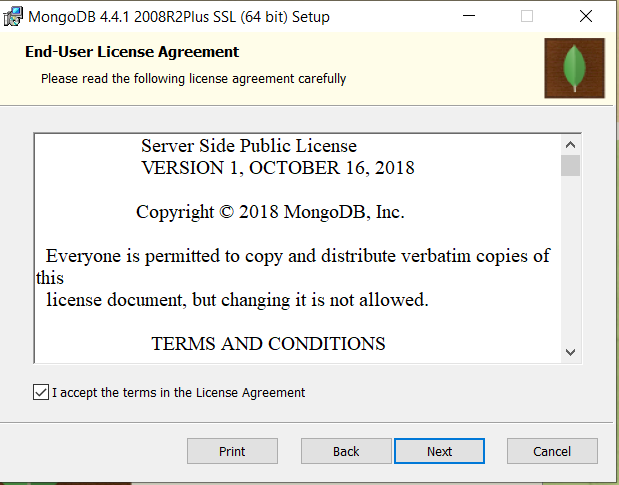 MongoDB 4.4.1 2008R2Plus SSL (64 bit) Setup
End-User License Agreement
Please read the following license agreement carefully
Server Side Public License
VERSION 1, OCTOBER 16, 2018
Copyright © 2018 MongoDB, Inc.
Everyone is permitted to copy and distribute verbatim copies of
this
license document, but changing it is not allowed.
TERMS AND CONDITIONS
I accept the terms in the License Agreement
Print
Back
Next
Cancel